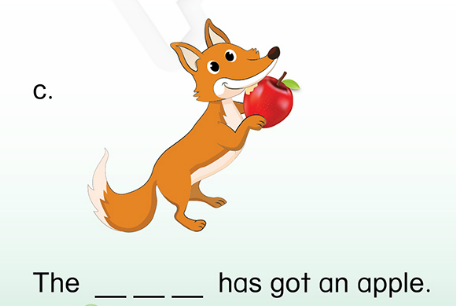 c.
The ___ ___ ___ has got an apple.